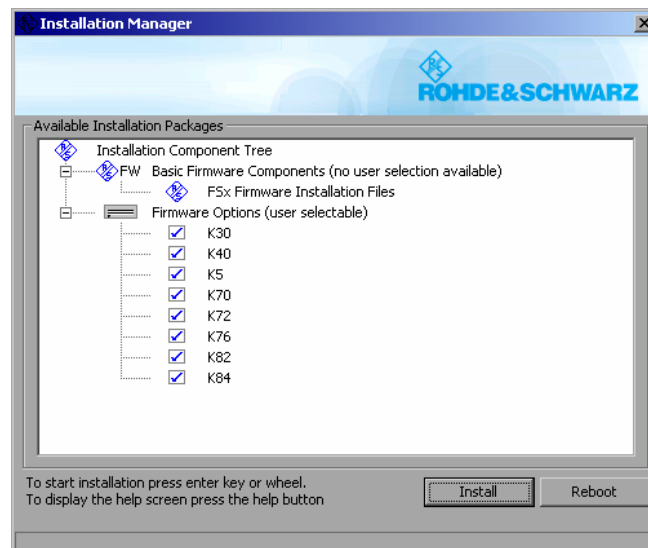 Installation Manager
ROHDE&SCHWARZ
Available Installation Packages
Installation Component Tree
FW Basic Firmware Components (no user selection available)
FSx Firmware Installation Files
Firmware Options (user selectable)
K30
K40
K5
K70
K72
K76
K82
K84
To start installation press enter key or wheel.
To display the help screen press the help button
Install
Reboot